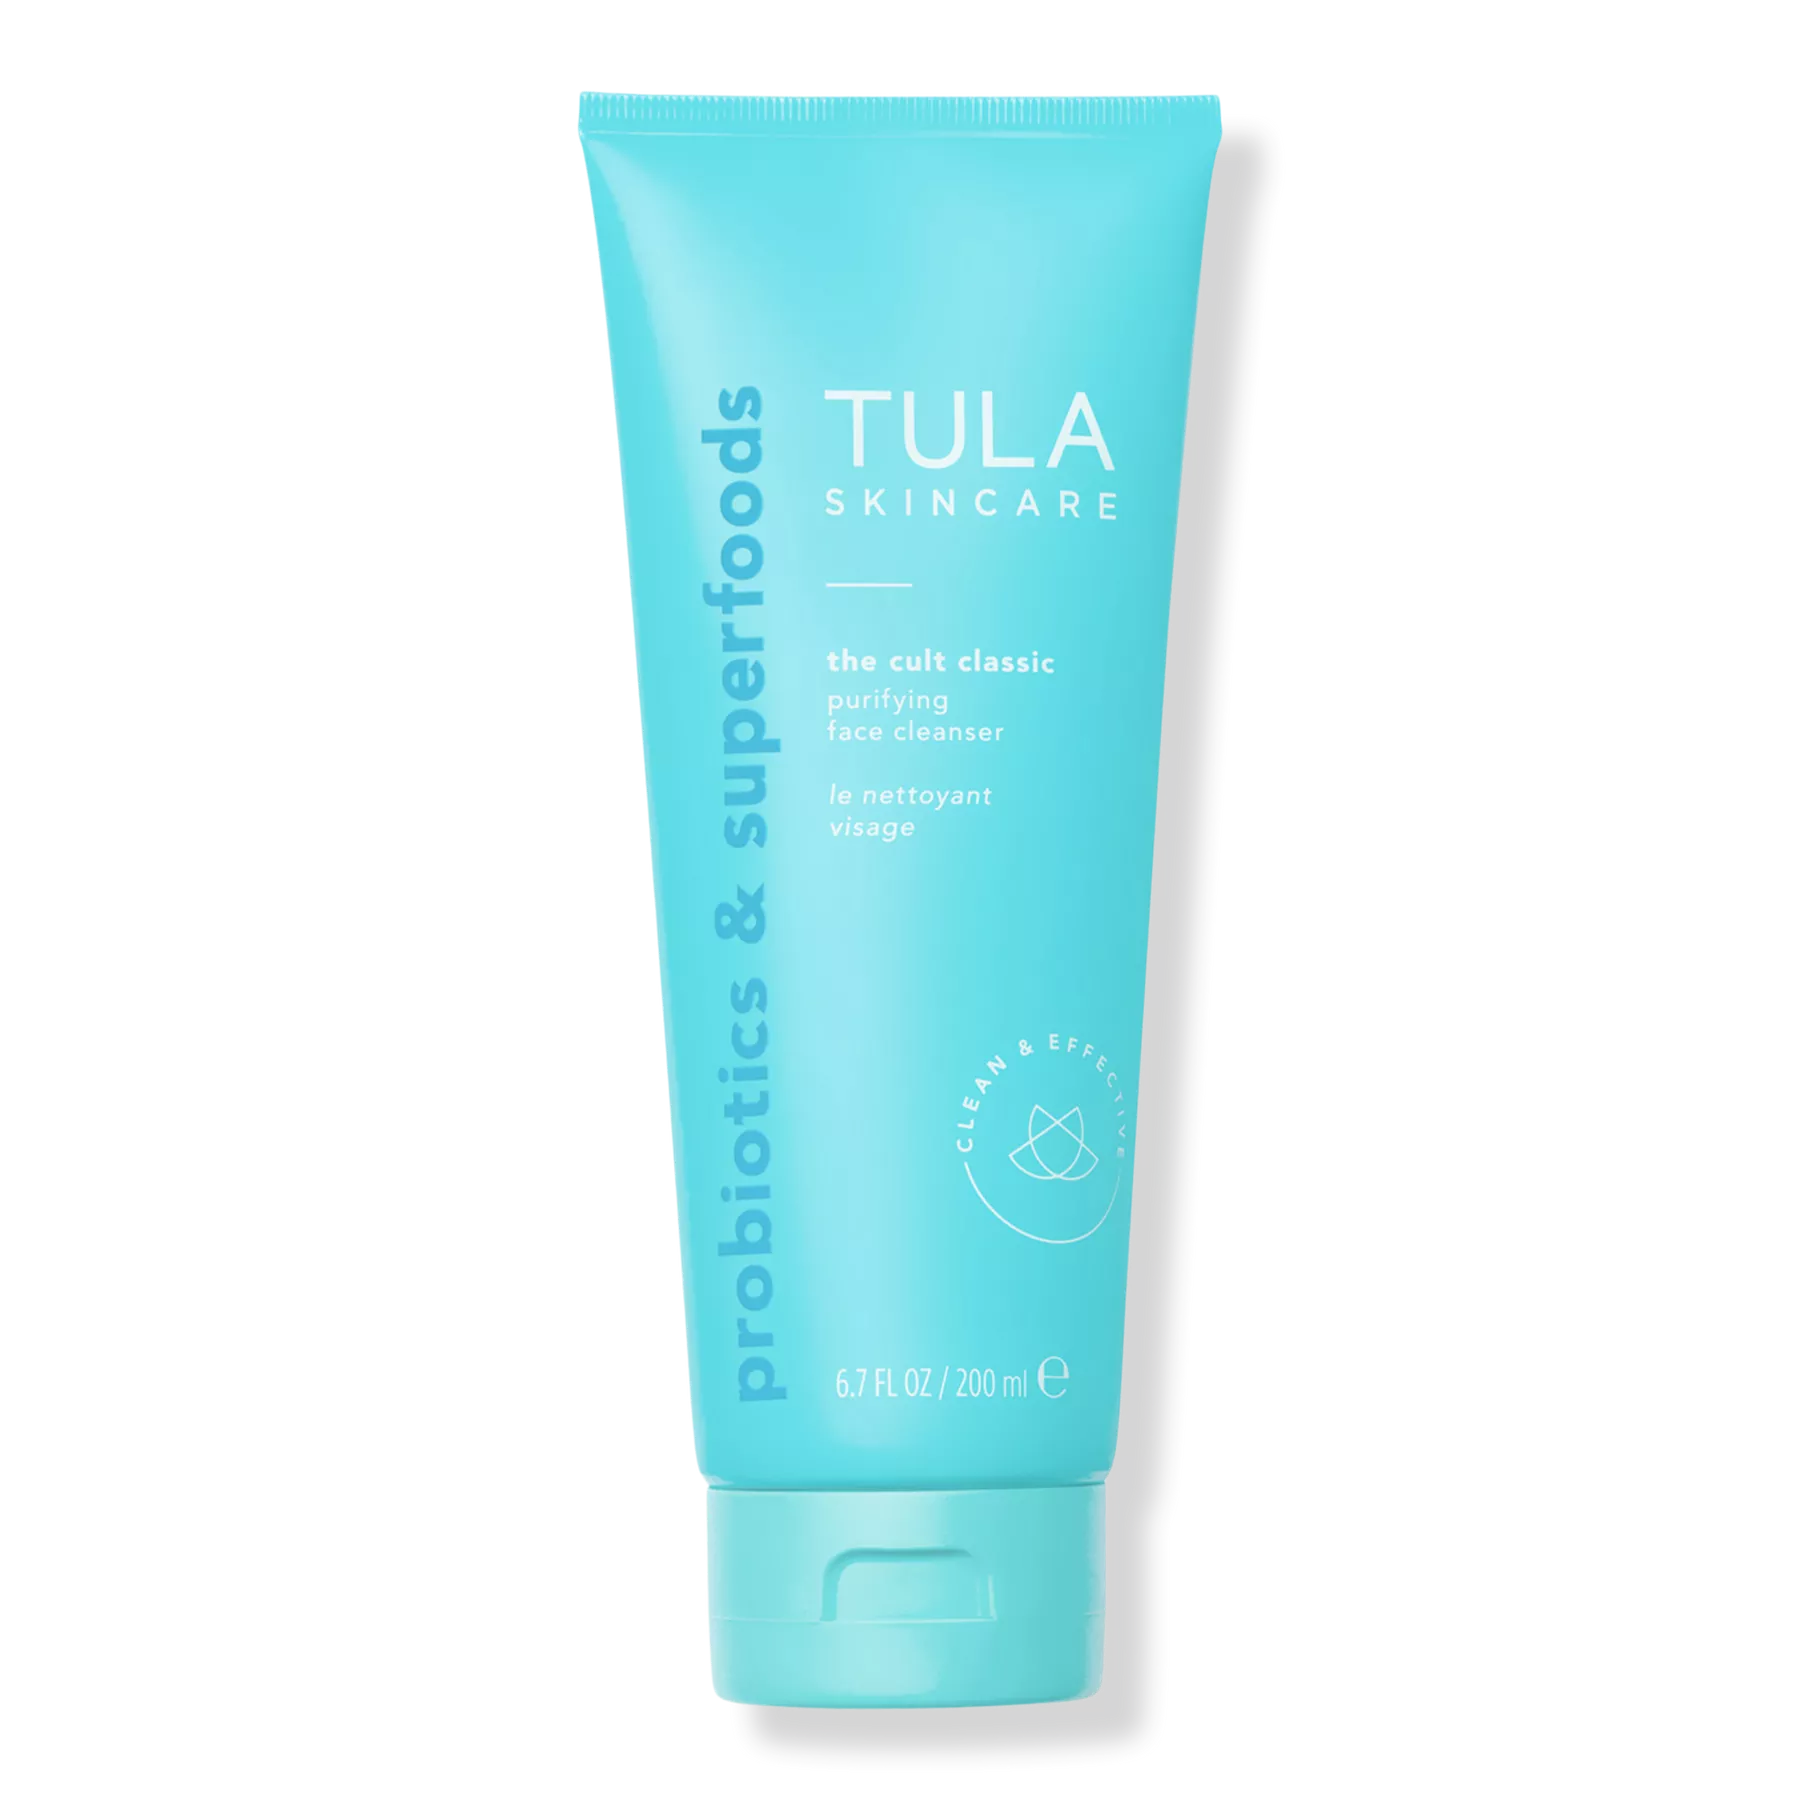 TULA
SKINCARE
the cult classic
purifying
face cleanser
le nettoyant
visage
probiotics & superfoods
CLEAN & EFFECTIVE
6.7 FL OZ / 200 ml ℮